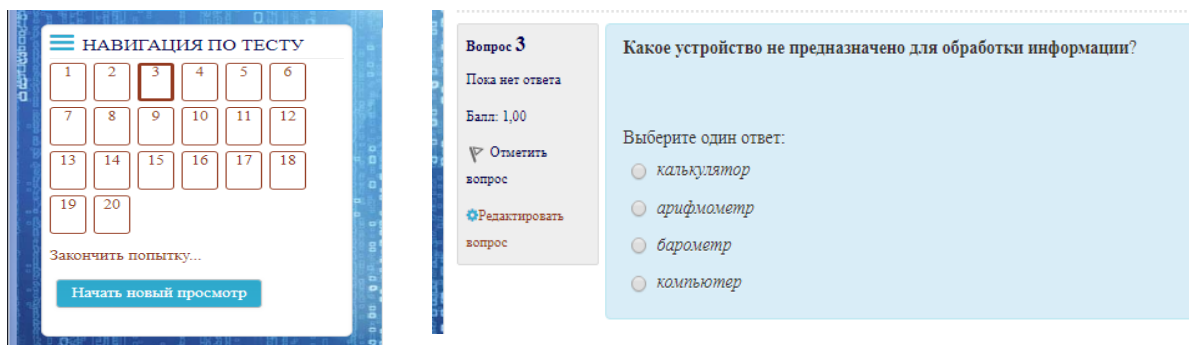 НАВИГАЦИЯ ПО ТЕСТУ
1 2 3 4 5 6
7 8 9 10 11 12
13 14 15 16 17 18
19 20
Закончить попытку...
Начать новый просмотр
Вопрос 3
Пока нет ответа
Балл: 1,00
Отметить
вопрос
Редактировать
вопрос
Какое устройство не предназначено для обработки информации?
Выберите один ответ:
калькулятор
арифмометр
барометр
компьютер